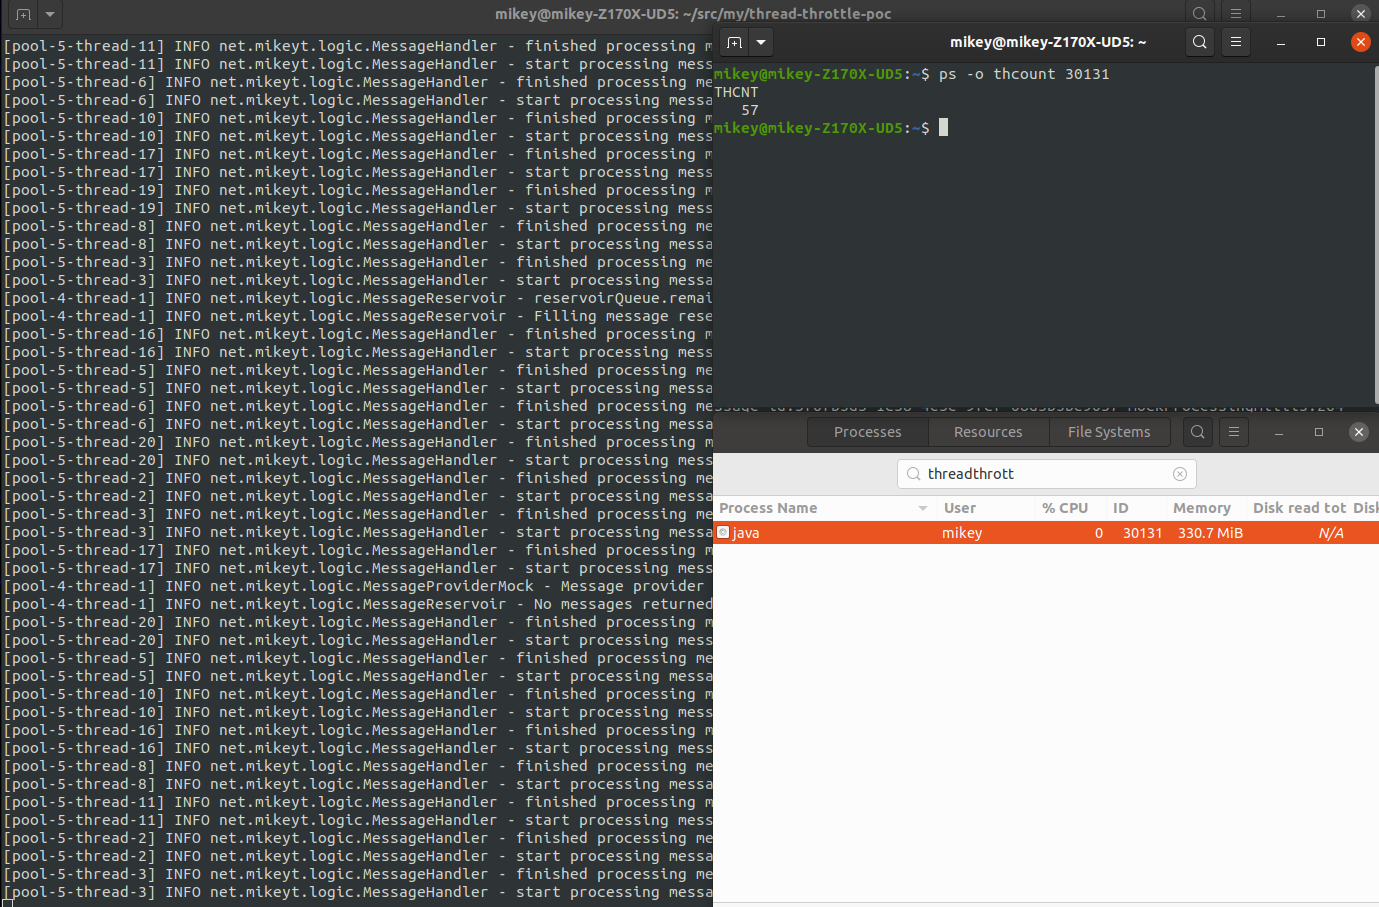 mikey@mikey-Z170X-UD5: ~/src/my/thread-throttle-poc
[pool-5-thread-11] INFO net.mikeyt.logic.MessageHandler - finished processing m
[pool-5-thread-11] INFO net.mikeyt.logic.MessageHandler - start processing mess
[pool-5-thread-6] INFO net.mikeyt.logic.MessageHandler - finished processing me
[pool-5-thread-6] INFO net.mikeyt.logic.MessageHandler - start processing messa
[pool-5-thread-10] INFO net.mikeyt.logic.MessageHandler - finished processing m
[pool-5-thread-10] INFO net.mikeyt.logic.MessageHandler - start processing mess
[pool-5-thread-17] INFO net.mikeyt.logic.MessageHandler - finished processing m
[pool-5-thread-17] INFO net.mikeyt.logic.MessageHandler - start processing mess
[pool-5-thread-19] INFO net.mikeyt.logic.MessageHandler - finished processing m
[pool-5-thread-19] INFO net.mikeyt.logic.MessageHandler - start processing mess
[pool-5-thread-8] INFO net.mikeyt.logic.MessageHandler - finished processing me
[pool-5-thread-8] INFO net.mikeyt.logic.MessageHandler - start processing messa
[pool-5-thread-3] INFO net.mikeyt.logic.MessageHandler - finished processing me
[pool-5-thread-3] INFO net.mikeyt.logic.MessageHandler - start processing messa
[pool-4-thread-1] INFO net.mikeyt.logic.MessageReservoir - reservoirQueue.remai
[pool-4-thread-1] INFO net.mikeyt.logic.MessageReservoir - Filling message rese
[pool-5-thread-16] INFO net.mikeyt.logic.MessageHandler - finished processing m
[pool-5-thread-16] INFO net.mikeyt.logic.MessageHandler - start processing mess
[pool-5-thread-5] INFO net.mikeyt.logic.MessageHandler - finished processing me
[pool-5-thread-5] INFO net.mikeyt.logic.MessageHandler - start processing messa
[pool-5-thread-6] INFO net.mikeyt.logic.MessageHandler - finished processing me
[pool-5-thread-6] INFO net.mikeyt.logic.MessageHandler - start processing messa
[pool-5-thread-20] INFO net.mikeyt.logic.MessageHandler - finished processing m
[pool-5-thread-20] INFO net.mikeyt.logic.MessageHandler - start processing mess
[pool-5-thread-2] INFO net.mikeyt.logic.MessageHandler - finished processing me
[pool-5-thread-2] INFO net.mikeyt.logic.MessageHandler - start processing messa
[pool-5-thread-3] INFO net.mikeyt.logic.MessageHandler - finished processing me
[pool-5-thread-3] INFO net.mikeyt.logic.MessageHandler - start processing messa
[pool-5-thread-17] INFO net.mikeyt.logic.MessageHandler - finished processing m
[pool-5-thread-17] INFO net.mikeyt.logic.MessageHandler - start processing mess
[pool-4-thread-1] INFO net.mikeyt.logic.MessageProviderMock - Message provider
[pool-4-thread-1] INFO net.mikeyt.logic.MessageReservoir - No messages returned
[pool-5-thread-20] INFO net.mikeyt.logic.MessageHandler - finished processing m
[pool-5-thread-20] INFO net.mikeyt.logic.MessageHandler - start processing mess
[pool-5-thread-5] INFO net.mikeyt.logic.MessageHandler - finished processing me
[pool-5-thread-5] INFO net.mikeyt.logic.MessageHandler - start processing messa
[pool-5-thread-10] INFO net.mikeyt.logic.MessageHandler - finished processing m
[pool-5-thread-10] INFO net.mikeyt.logic.MessageHandler - start processing mess
[pool-5-thread-16] INFO net.mikeyt.logic.MessageHandler - finished processing m
[pool-5-thread-16] INFO net.mikeyt.logic.MessageHandler - start processing mess
[pool-5-thread-8] INFO net.mikeyt.logic.MessageHandler - finished processing me
[pool-5-thread-8] INFO net.mikeyt.logic.MessageHandler - start processing messa
[pool-5-thread-11] INFO net.mikeyt.logic.MessageHandler - finished processing m
[pool-5-thread-11] INFO net.mikeyt.logic.MessageHandler - start processing mess
[pool-5-thread-2] INFO net.mikeyt.logic.MessageHandler - finished processing me
[pool-5-thread-2] INFO net.mikeyt.logic.MessageHandler - start processing messa
[pool-5-thread-3] INFO net.mikeyt.logic.MessageHandler - finished processing me
[pool-5-thread-3] INFO net.mikeyt.logic.MessageHandler - start processing messa
mikey@mikey-Z170X-UD5: ~
mikey@mikey-Z170X-UD5:~$ ps -o thcount 30131
THCNT
57
mikey@mikey-Z170X-UD5:~$
Processes Resources File Systems
threadthrott
Process Name User % CPU ID Memory Disk read tot Disk
java mikey 0 30131 330.7 MiB N/A